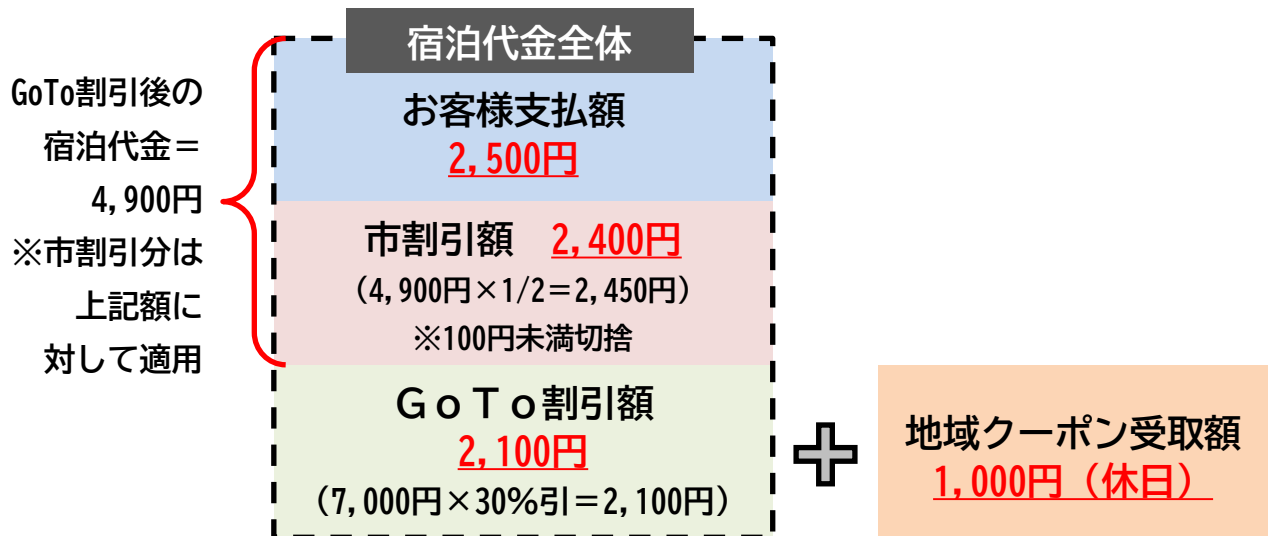 宿泊代金全体
GoTo割引後の
宿泊代金＝
4,900円
※市割引分は
上記額に
対して適用
お客様支払額
2,500円
市割引額　2,400円
（4,900円×1/2＝2,450円）
※100円未満切捨
ＧｏＴｏ割引額
2,100円
（7,000円×30%引＝2,100円）
地域クーポン受取額
1,000円（休日）